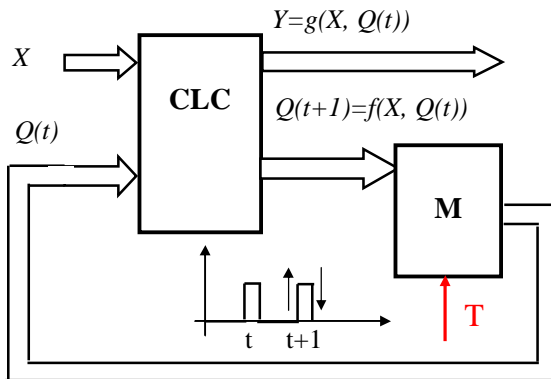 Y=g(X, Q(t))
X
CLC
Q(t)
Q(t+1)=f(X, Q(t))
M
T
t t+1